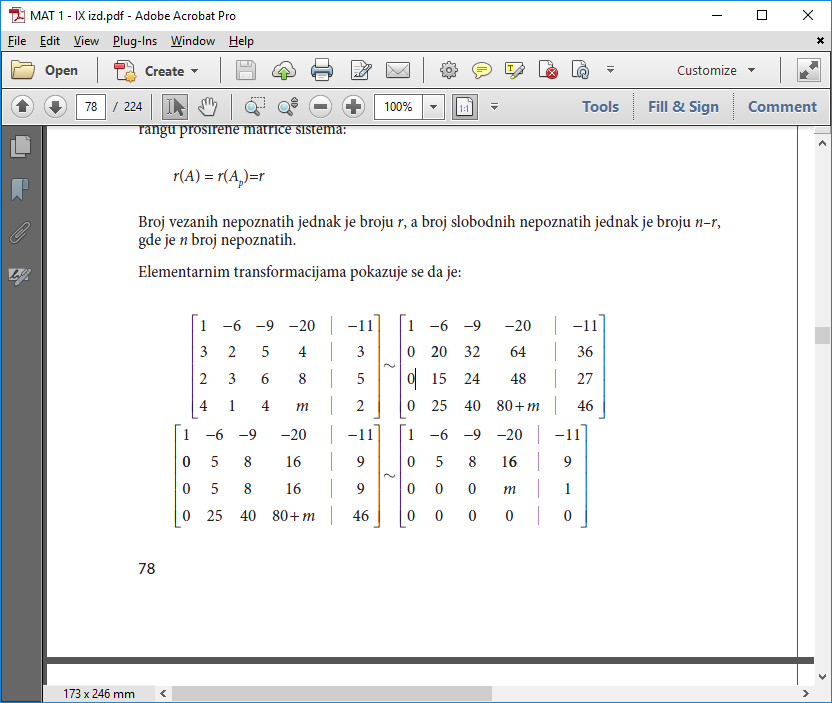 MAT 1 - IX izd.pdf - Adobe Acrobat Pro
File Edit View Plug-Ins Window Help
Open Create Customize
78 / 224 100% 1:1 Tools Fill & Sign Comment
rangu proširene matrice sistema:
r(A) = r(Ap)=r
Broj vezanih nepoznatih jednak je broju r, a broj slobodnih nepoznatih jednak je broju n–r,
gde je n broj nepoznatih.
Elementarnim transformacijama pokazuje se da je:
1 −6 −9 −20 | −11 1 −6 −9 −20 | −11
3 2 5 4 | 3 0 20 32 64 | 36
2 3 6 8 | 5 ~ 0 15 24 48 | 27
4 1 4 m | 2 0 25 40 80+m | 46
1 −6 −9 −20 | −11 1 −6 −9 −20 | −11
0 5 8 16 | 9 0 5 8 16 | 9
0 5 8 16 | 9 ~ 0 0 0 m | 1
0 25 40 80+m | 46 0 0 0 0 | 0
78
173 x 246 mm